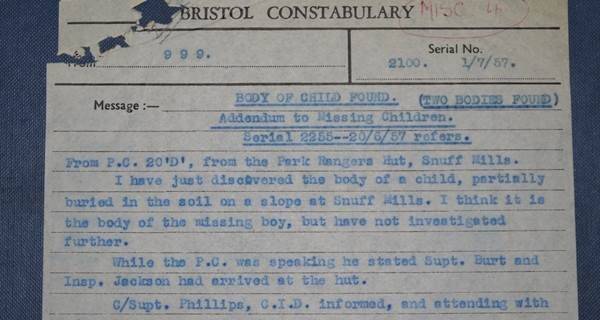 BRISTOL CONSTABULARY
MISC
From 999.
Serial No.
2100. 1/7/57.
Message :— BODY OF CHILD FOUND. (TWO BODIES FOUND)
Addendum to Missing Children.
Serial 2255--20/6/57 refers.
From P.C. 20'D', from the Park Rangers Hut, Snuff Mills.
I have just discovered the body of a child, partially
buried in the soil on a slope at Snuff Mills. I think it is
the body of the missing boy, but have not investigated
further.
While the P.C. was speaking he stated Supt. Burt and
Insp. Jackson had arrived at the hut.
C/Supt. Phillips, C.I.D. informed, and attending with